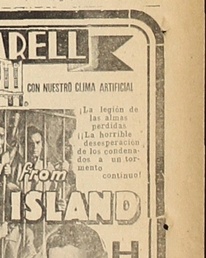 ARELL
CON NUESTRO CLIMA ARTIFICIAL
¡La legión de
las almas
perdidas
¡¡La horrible
desesperación
de los condena-
dos a un tor-
mento
continuo!
from
ISLAND
H